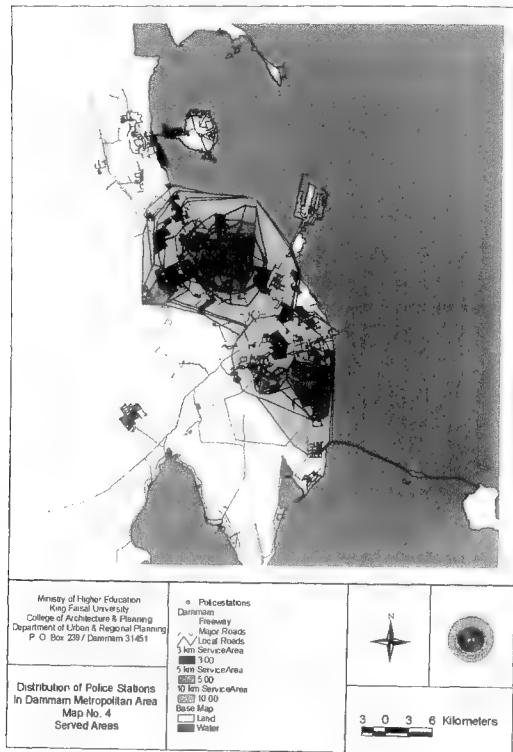 Ministry of Higher Education
King Faisal University
College of Architecture & Planning
Department of Urban & Regional Planning
P O Box 2397 Dammam 31451
Distribution of Police Stations
In Dammam Metropolitan Area
Map No. 4
Served Areas
Policestations
Dammam
Freeway
Major Roads
Local Roads
3 km ServiceArea
3.00
5 km ServiceArea
5.00
10 km ServiceArea
10.00
Base Map
Land
Water
N
3 0 3 6 Kilometers